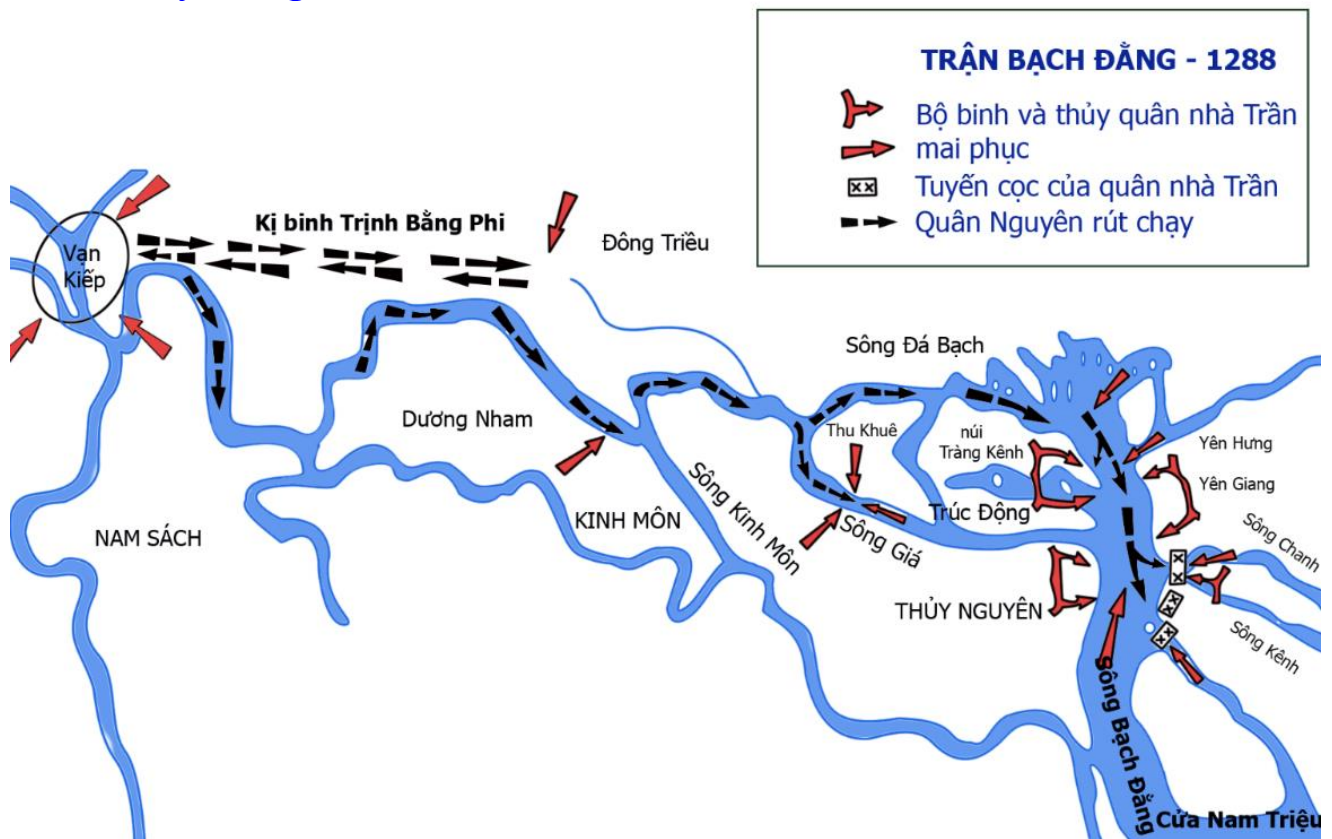 TRẬN BẠCH ĐẰNG - 1288
Bộ binh và thủy quân nhà Trần
mai phục
Tuyến cọc của quân nhà Trần
Quân Nguyên rút chạy
Kị binh Trịnh Bằng Phi
Đông Triều
Vạn
Kiếp
Sông Đá Bạch
Dương Nham
Thu Khuê
núi
Tràng Kênh
Yên Hưng
Yên Giang
NAM SÁCH
KINH MÔN
Sông Kinh Môn
Sông Giá
Trúc Động
Sông Chanh
THỦY NGUYÊN
Sông Kênh
Sông Bạch Đằng
Cửa Nam Triệu